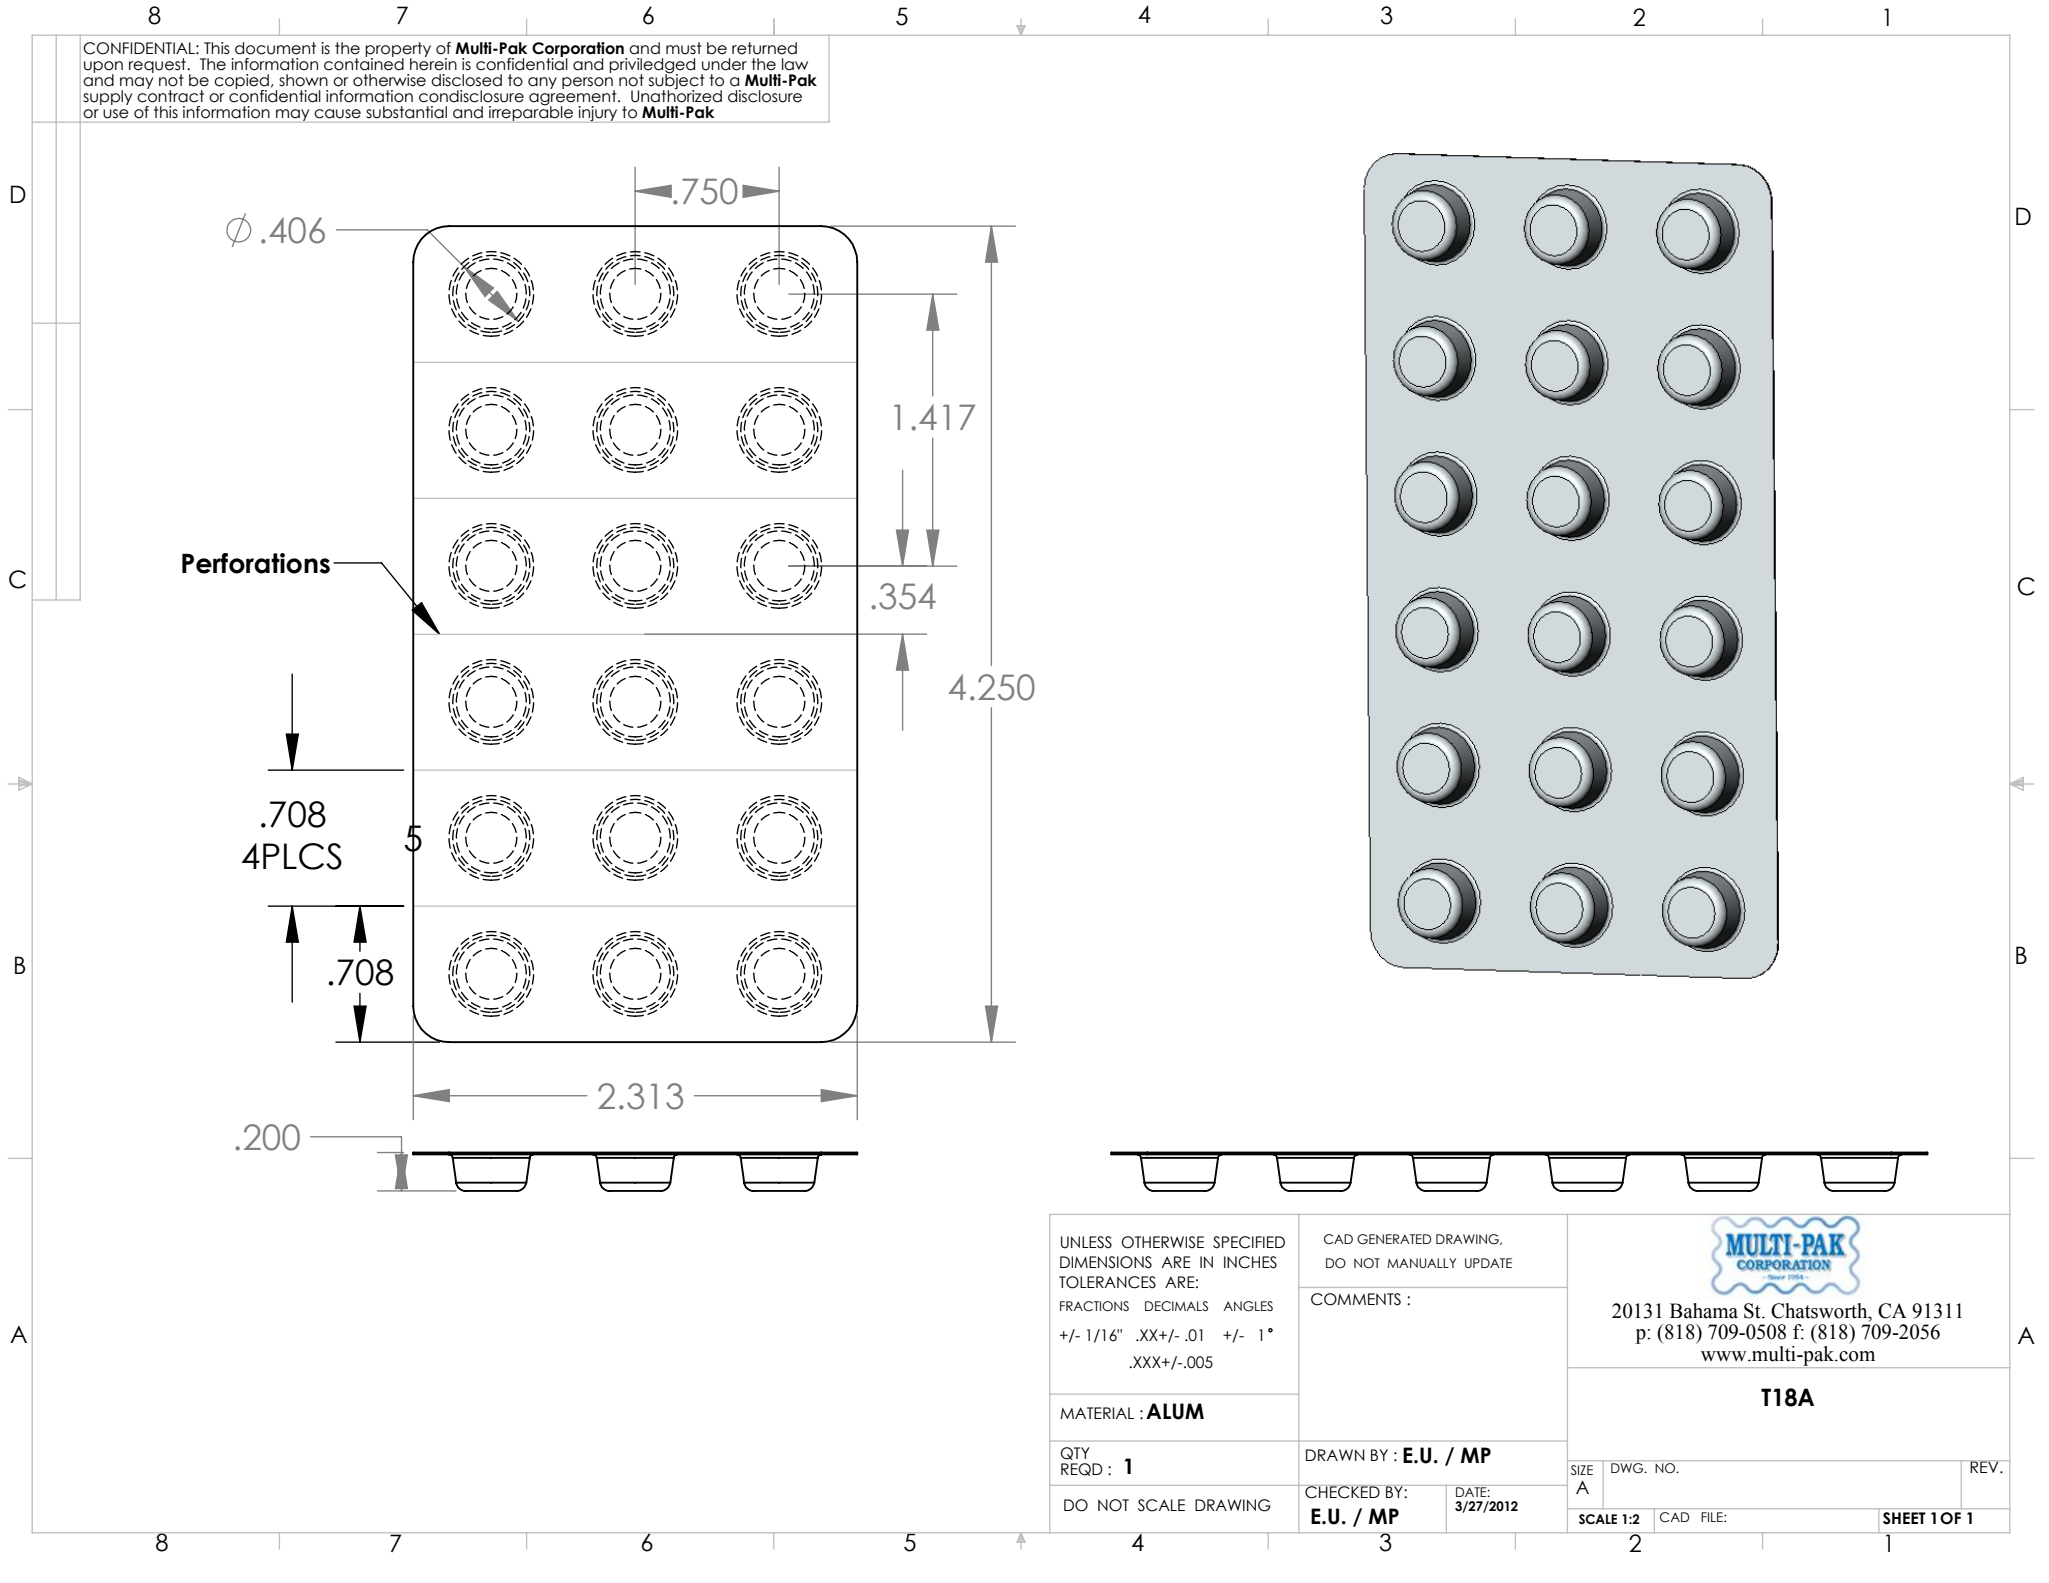 8 7 6 5 4 3 2 1
CONFIDENTIAL: This document is the property of Multi-Pak Corporation and must be returned
upon request. The information contained herein is confidential and priviledged under the law
and may not be copied, shown or otherwise disclosed to any person not subject to a Multi-Pak
supply contract or confidential information condisclosure agreement. Unathorized disclosure
or use of this information may cause substantial and irreparable injury to Multi-Pak
D
D
.750
Ø .406
1.417
Perforations
C
C
.354
4.250
.708
4PLCS
5
.708
B
B
2.313
.200
UNLESS OTHERWISE SPECIFIED
DIMENSIONS ARE IN INCHES
TOLERANCES ARE:
FRACTIONS DECIMALS ANGLES
+/- 1/16" .XX+/- .01 +/- 1°
.XXX+/-.005
MATERIAL : ALUM
QTY
REQD : 1
DO NOT SCALE DRAWING
CAD GENERATED DRAWING,
DO NOT MANUALLY UPDATE
COMMENTS :
DRAWN BY : E.U. / MP
CHECKED BY:
E.U. / MP
DATE:
3/27/2012
MULTI-PAK
CORPORATION
- Since 1954 -
20131 Bahama St. Chatsworth, CA 91311
p: (818) 709-0508 f: (818) 709-2056
www.multi-pak.com
T18A
SIZE
A
DWG. NO.
REV.
SCALE 1:2
CAD FILE:
SHEET 1 OF 1
A
A
8 7 6 5 4 3 2 1